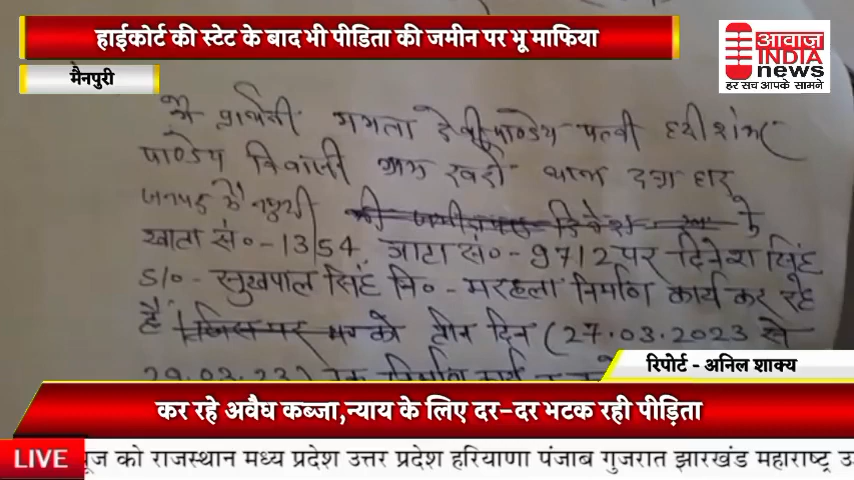 हाईकोर्ट की स्टेट के बाद भी पीडिता की जमीन पर भू माफिया
आवाज़
INDIA
news
हर सच आपके सामने
मैनपुरी
मै प्रार्थनी ममता देवी पाण्डेय पत्नी हरीशंकर
पाण्डेय निवासी ग्राम खररा थाना दन्नाहार
जनपद मैनपुरी के
खाता सं०-1354, गाटा सं०-9712 पर दिनेश सिंह
S/०- सुखपाल सिंह नि०- मरहला निर्माण कार्य कर रहे
है तीन दिन (27.03.2023 से
रिपोर्ट - अनिल शाक्य
कर रहे अवैध कब्जा,न्याय के लिए दर-दर भटक रही पीड़िता
LIVE
यूज को राजस्थान मध्य प्रदेश उत्तर प्रदेश हरियाणा पंजाब गुजरात झारखंड महाराष्ट्र उ